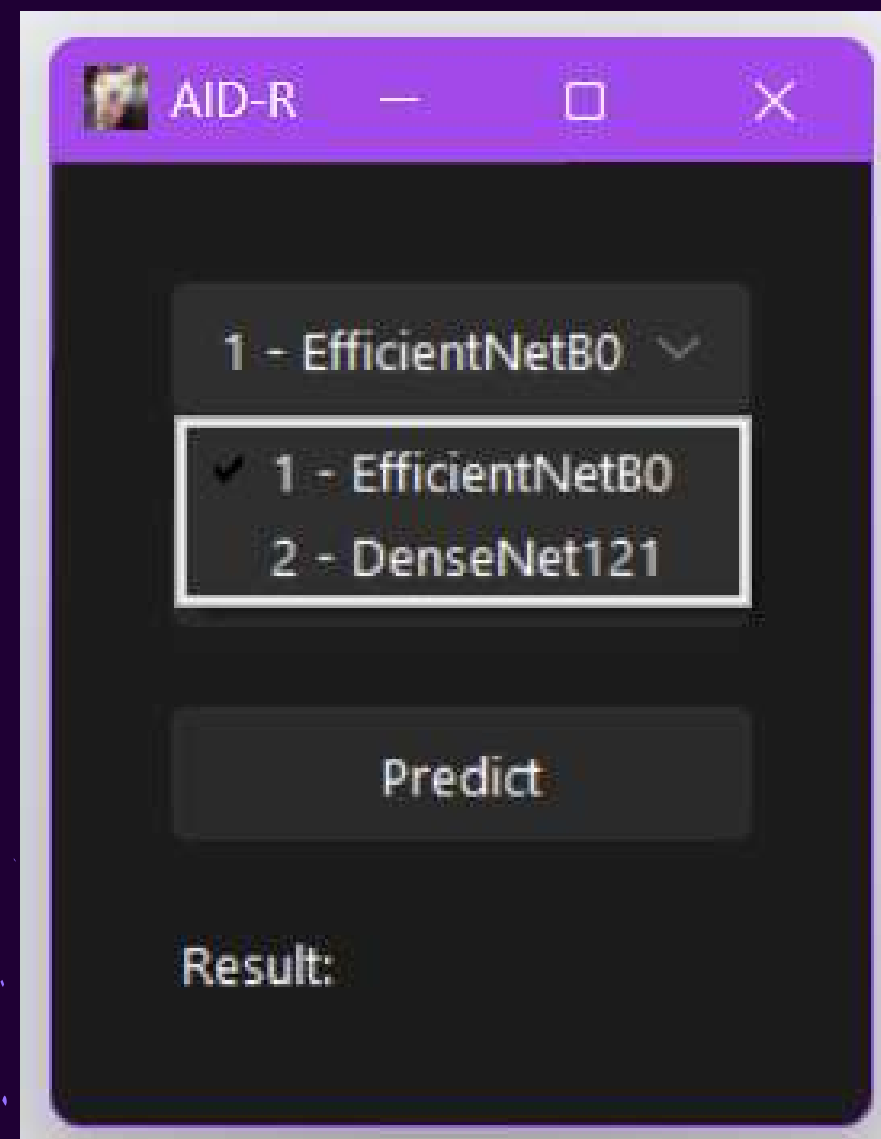 AID-R
1 - EfficientNetB0
1 - EfficientNetB0
2 - DenseNet121
Predict
Result: